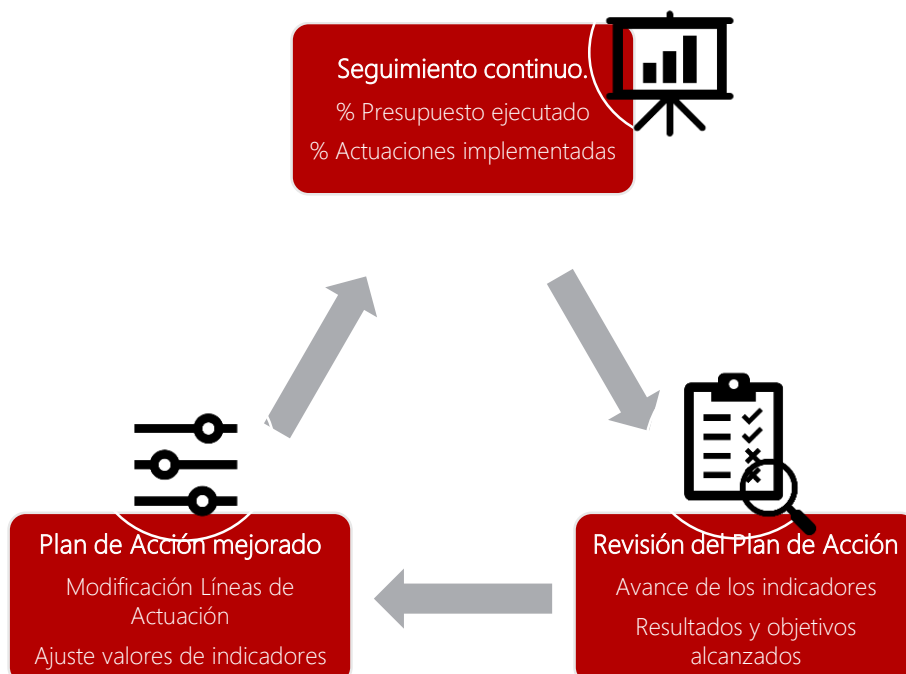 Seguimiento continuo.
% Presupuesto ejecutado
% Actuaciones implementadas
Plan de Acción mejorado
Modificación Líneas de
Actuación
Ajuste valores de indicadores
Revisión del Plan de Acción
Avance de los indicadores
Resultados y objetivos
alcanzados